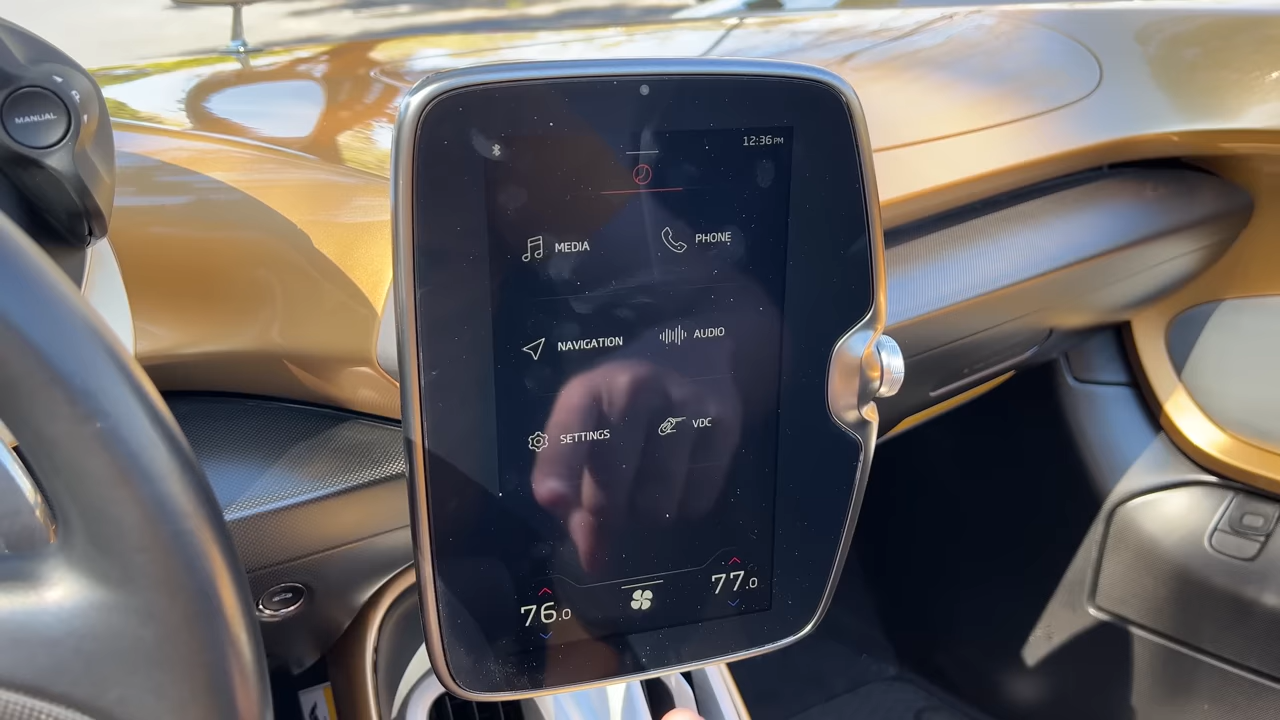 MANUAL
12:36 PM
MEDIA
PHONE
NAVIGATION
AUDIO
SETTINGS
VDC
76.0
77.0